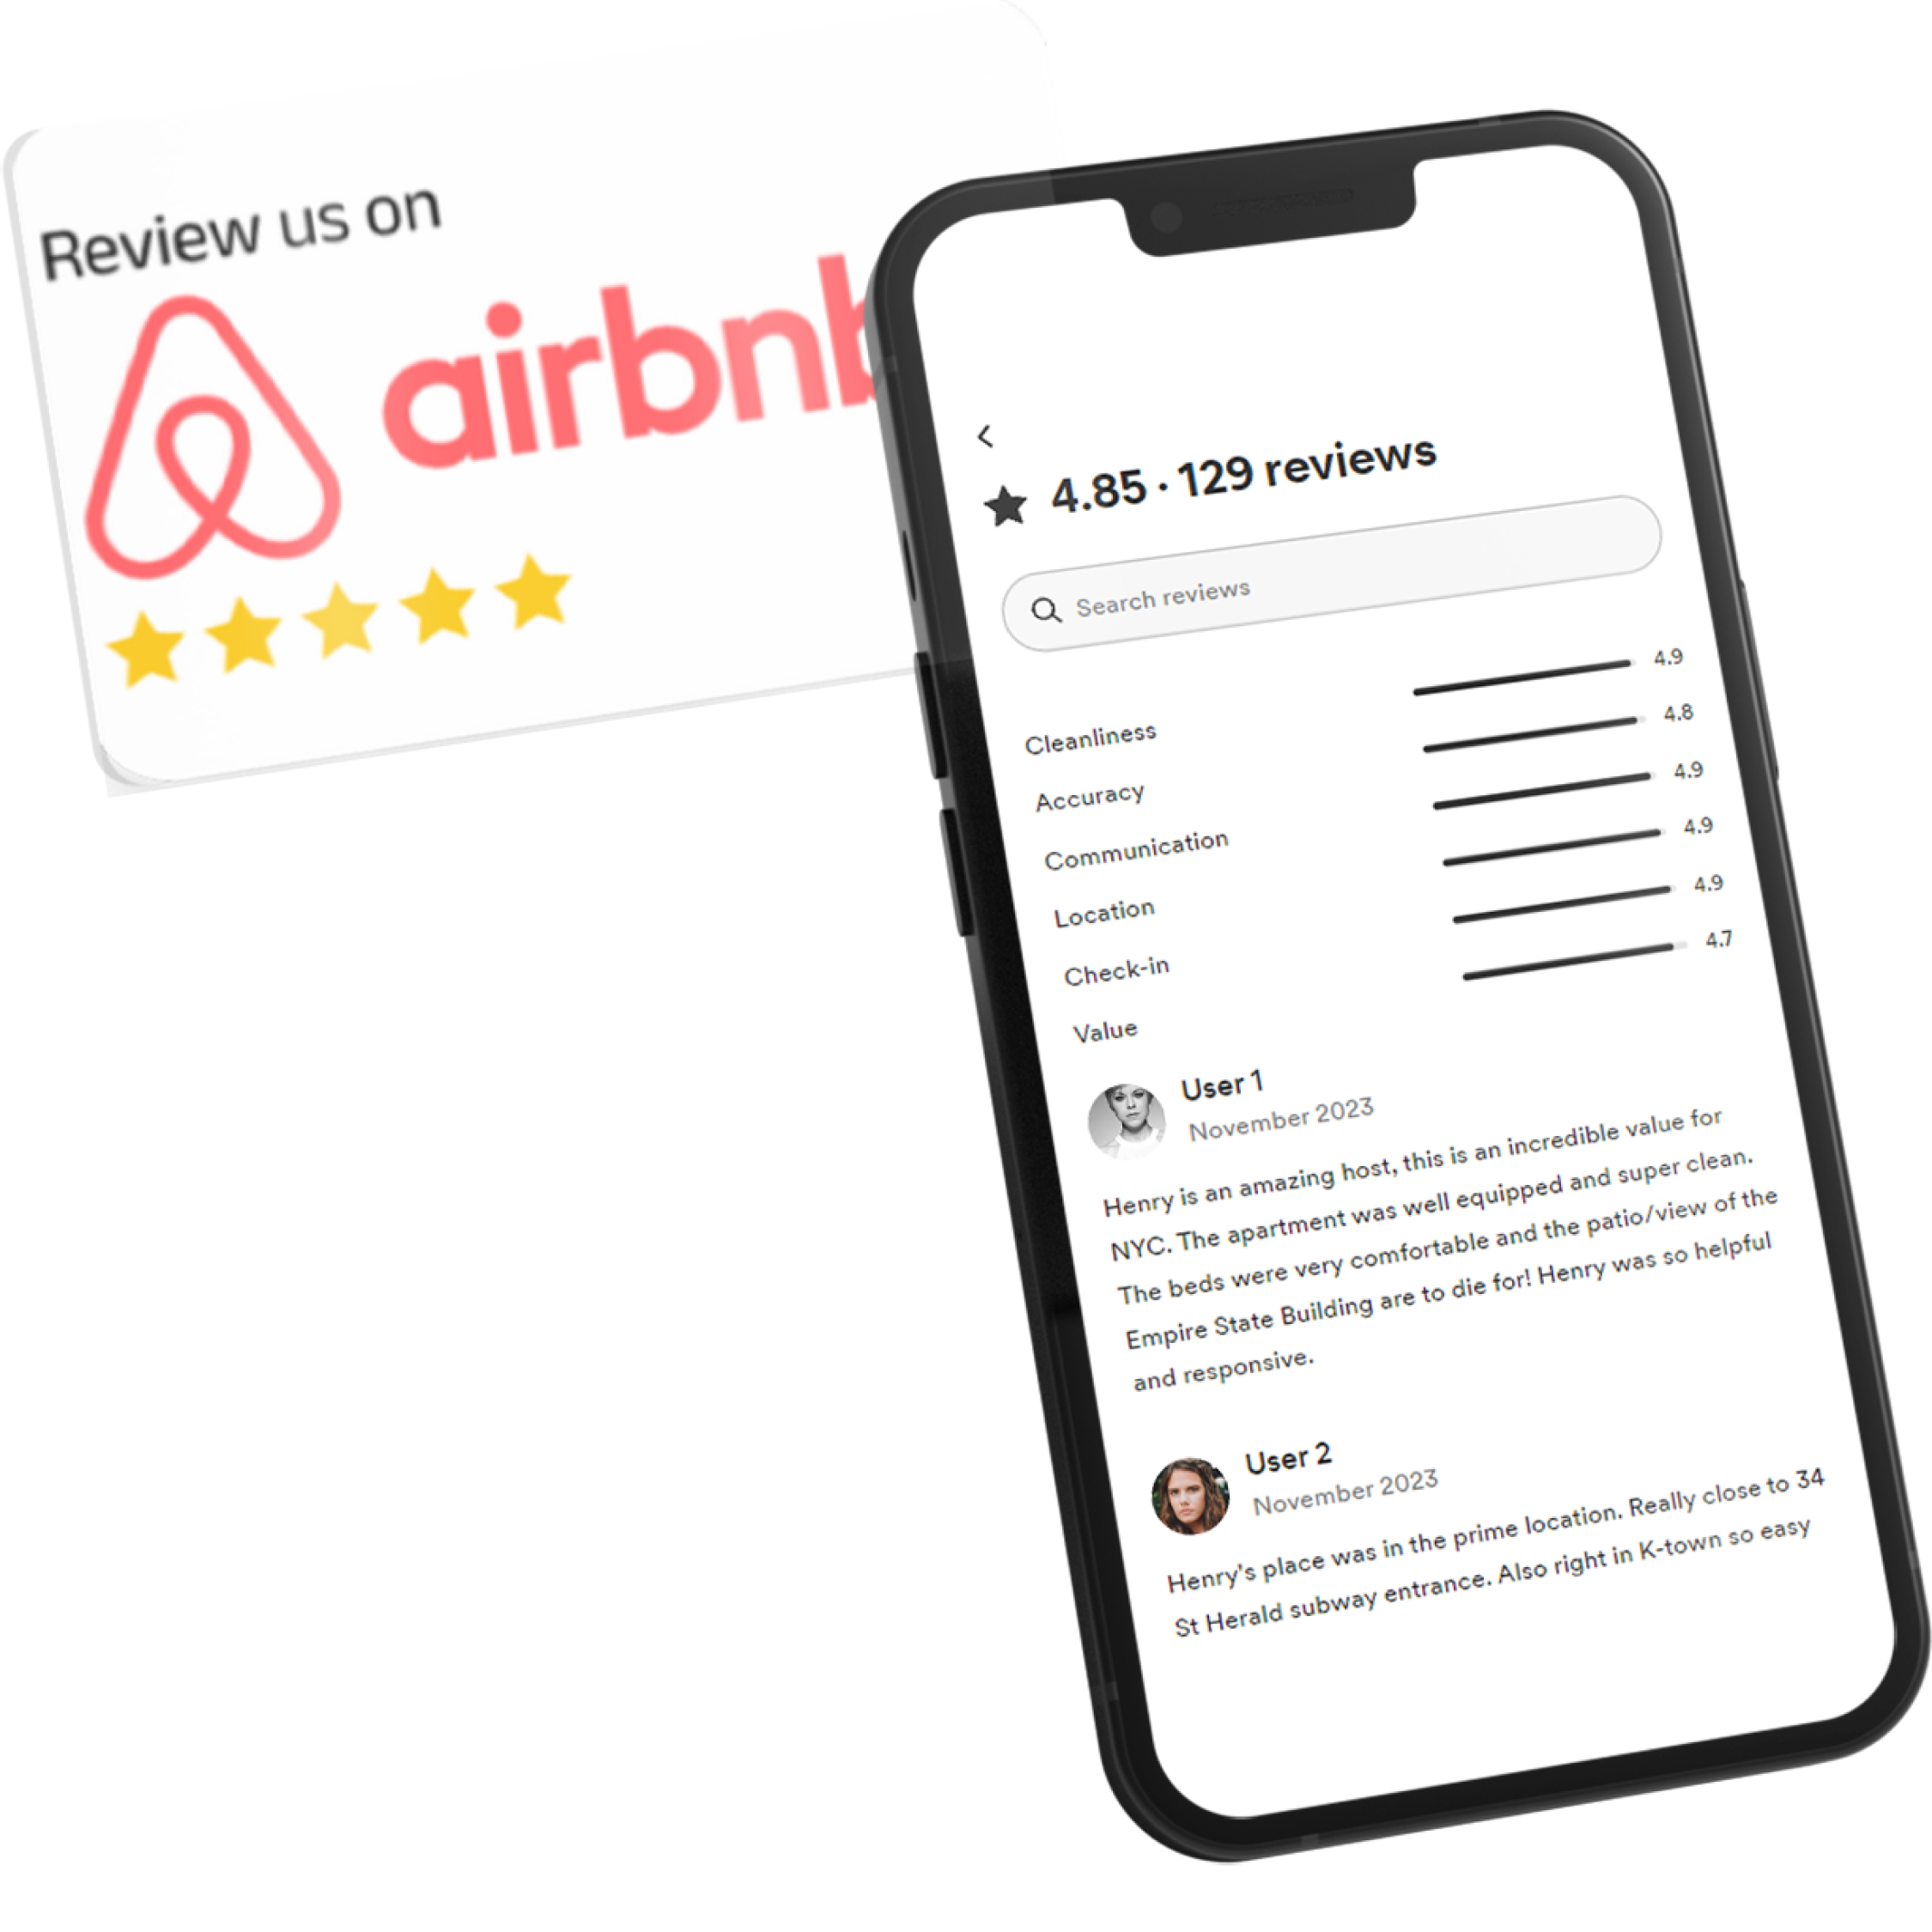 Review us on
airbnb
4.85 · 129 reviews
Search reviews
Cleanliness 4.9
Accuracy 4.8
Communication 4.9
Location 4.9
Check-in 4.9
Value 4.7
User 1
November 2023
Henry is an amazing host, this is an incredible value for
NYC. The apartment was well equipped and super clean.
The beds were very comfortable and the patio/view of the
Empire State Building are to die for! Henry was so helpful
and responsive.
User 2
November 2023
Henry's place was in the prime location. Really close to 34
St Herald subway entrance. Also right in K-town so easy